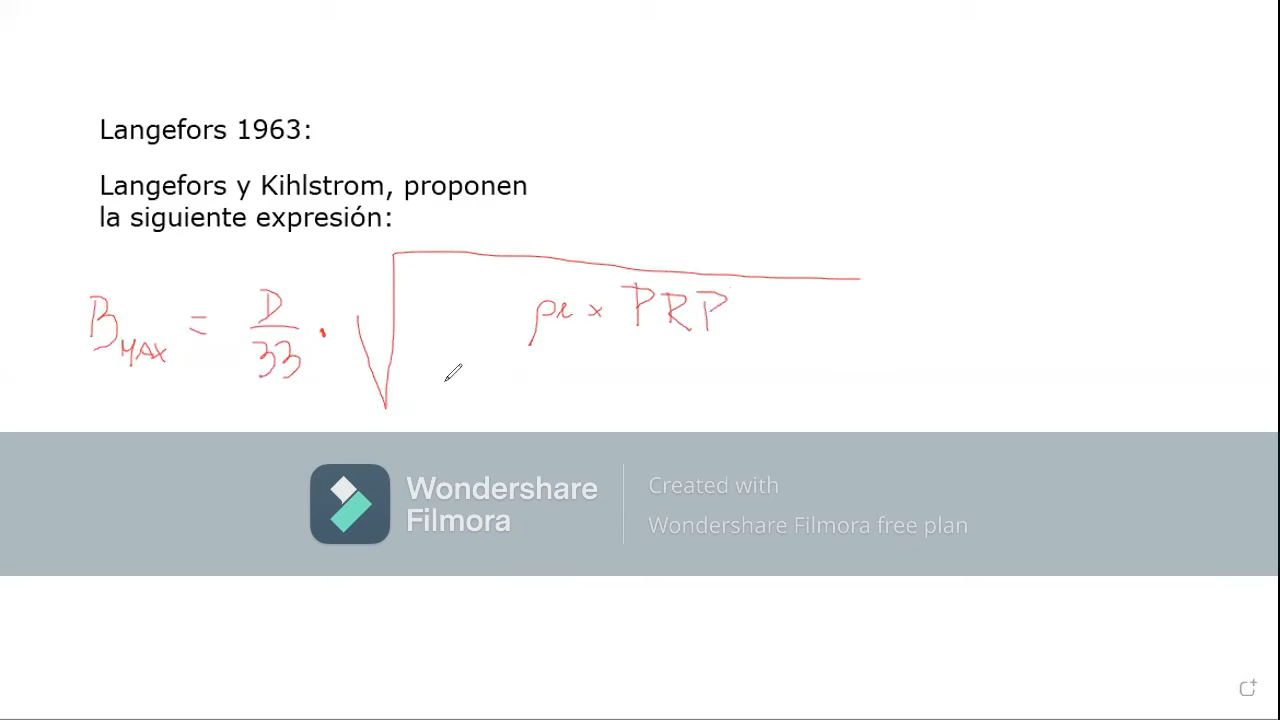 Langefors 1963:
Langefors y Kihlstrom, proponen
la siguiente expresión:
B MAX = D/33 · √ ρe × PRP
Wondershare
Filmora
Created with
Wondershare Filmora free plan